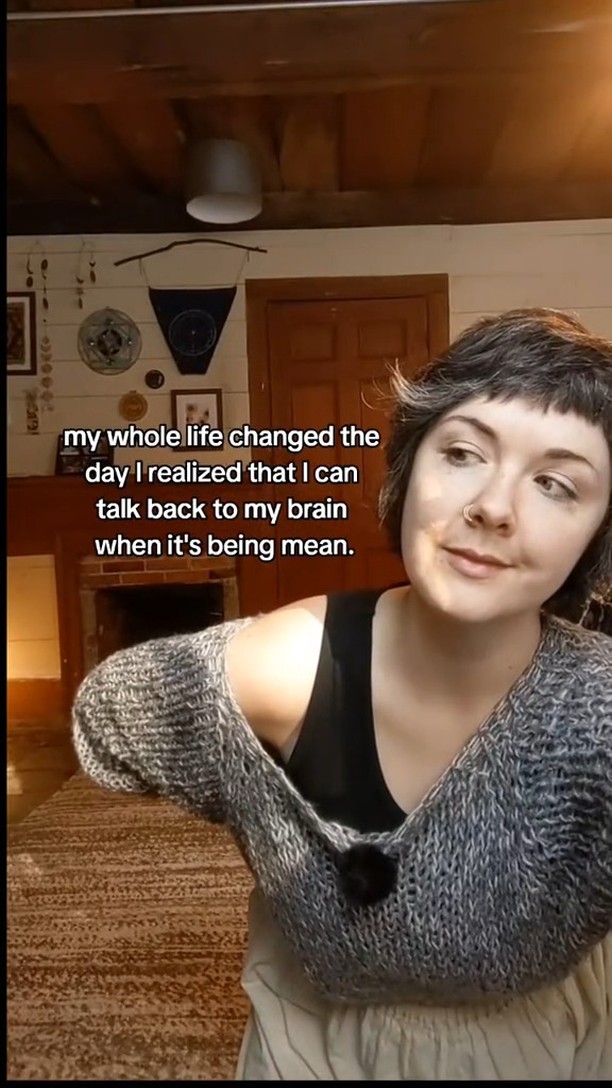 my whole life changed the
day I realized that I can
talk back to my brain
when it's being mean.